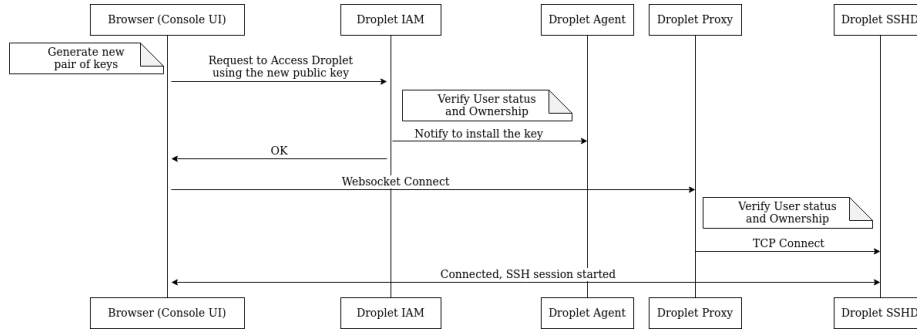 Browser (Console UI)
Droplet IAM
Droplet Agent
Droplet Proxy
Droplet SSHD
Generate new
pair of keys
Request to Access Droplet
using the new public key
Verify User status
and Ownership
Notify to install the key
OK
Websocket Connect
Verify User status
and Ownership
TCP Connect
Connected, SSH session started
Browser (Console UI)
Droplet IAM
Droplet Agent
Droplet Proxy
Droplet SSHD